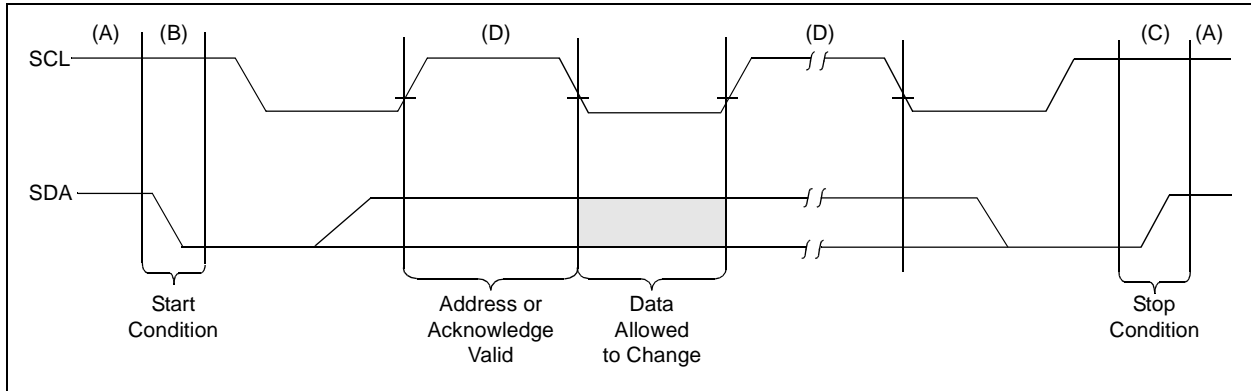 (A) (B) (D) (D) (C) (A)
SCL
SDA
Start
Condition
Address or
Acknowledge
Valid
Data
Allowed
to Change
Stop
Condition